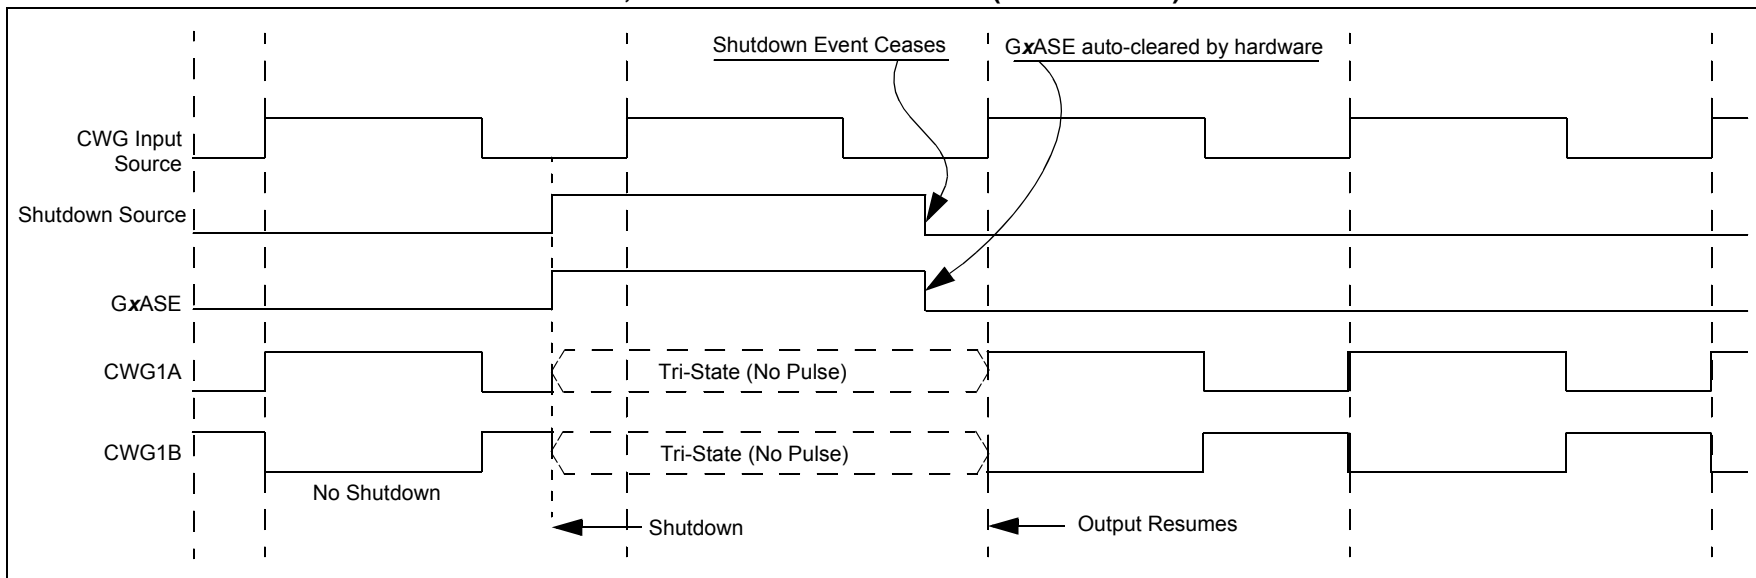 Shutdown Event Ceases
GxASE auto-cleared by hardware
CWG Input
Source
Shutdown Source
GxASE
CWG1A
Tri-State (No Pulse)
CWG1B
Tri-State (No Pulse)
No Shutdown
Shutdown
Output Resumes